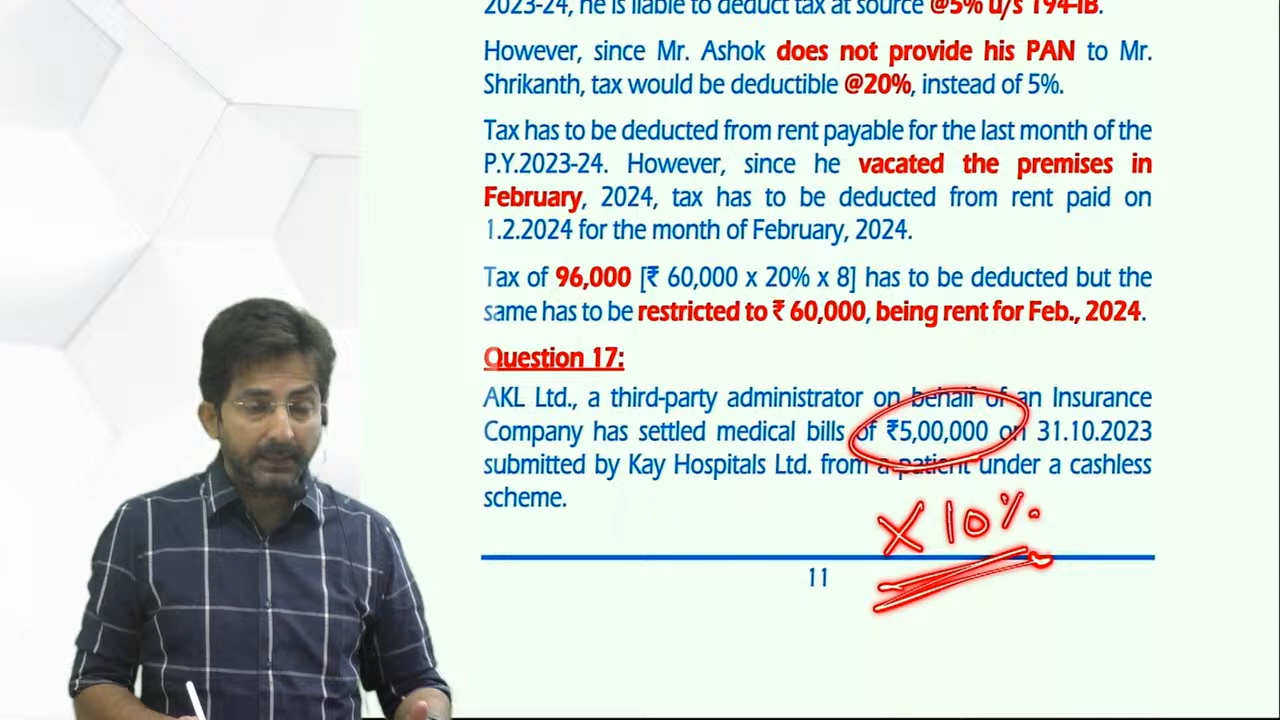 2023-24, he is liable to deduct tax at source @5% u/s 194-IB.
However, since Mr. Ashok does not provide his PAN to Mr.
Shrikanth, tax would be deductible @20%, instead of 5%.
Tax has to be deducted from rent payable for the last month of the
P.Y.2023-24. However, since he vacated the premises in
February, 2024, tax has to be deducted from rent paid on
1.2.2024 for the month of February, 2024.
Tax of 96,000 [₹ 60,000 x 20% x 8] has to be deducted but the
same has to be restricted to ₹ 60,000, being rent for Feb., 2024.
Question 17:
AKL Ltd., a third-party administrator on behalf of an Insurance
Company has settled medical bills of ₹5,00,000 on 31.10.2023
submitted by Kay Hospitals Ltd. from a patient under a cashless
scheme.
X 10%
11